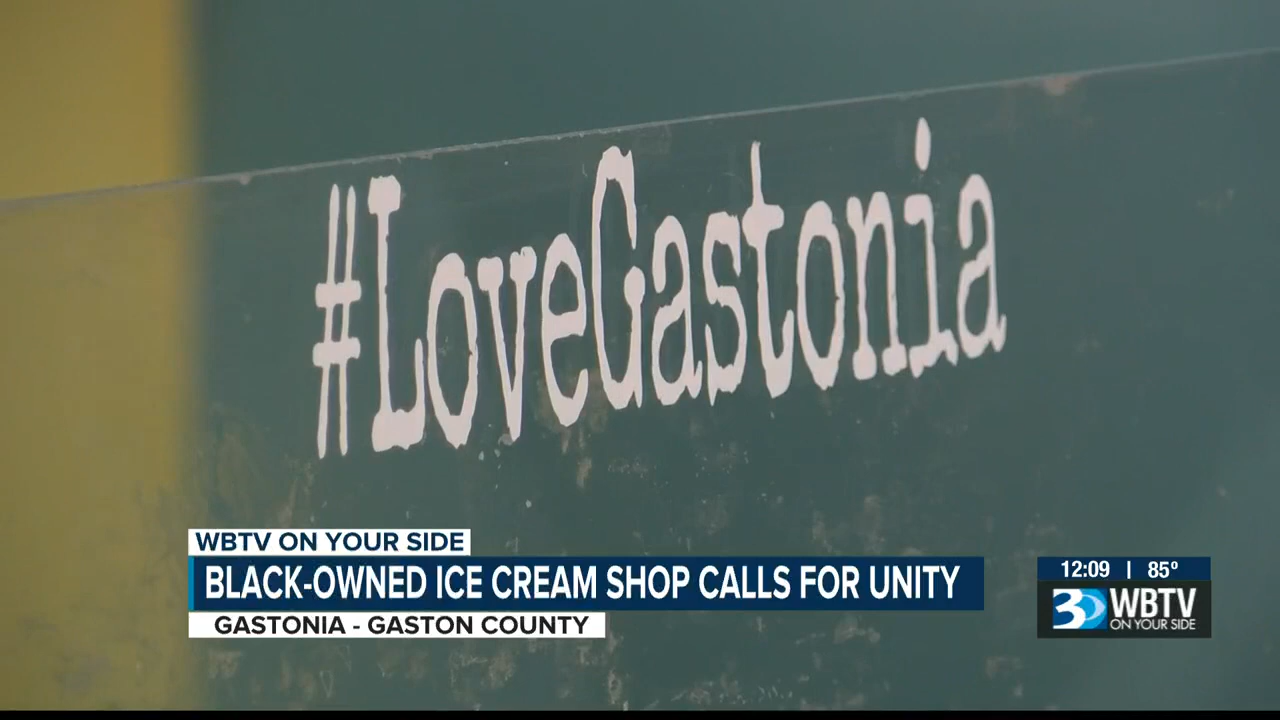 #LoveGastonia
WBTV ON YOUR SIDE
BLACK-OWNED ICE CREAM SHOP CALLS FOR UNITY
GASTONIA - GASTON COUNTY
12:09 | 85°
3 WBTV
ON YOUR SIDE